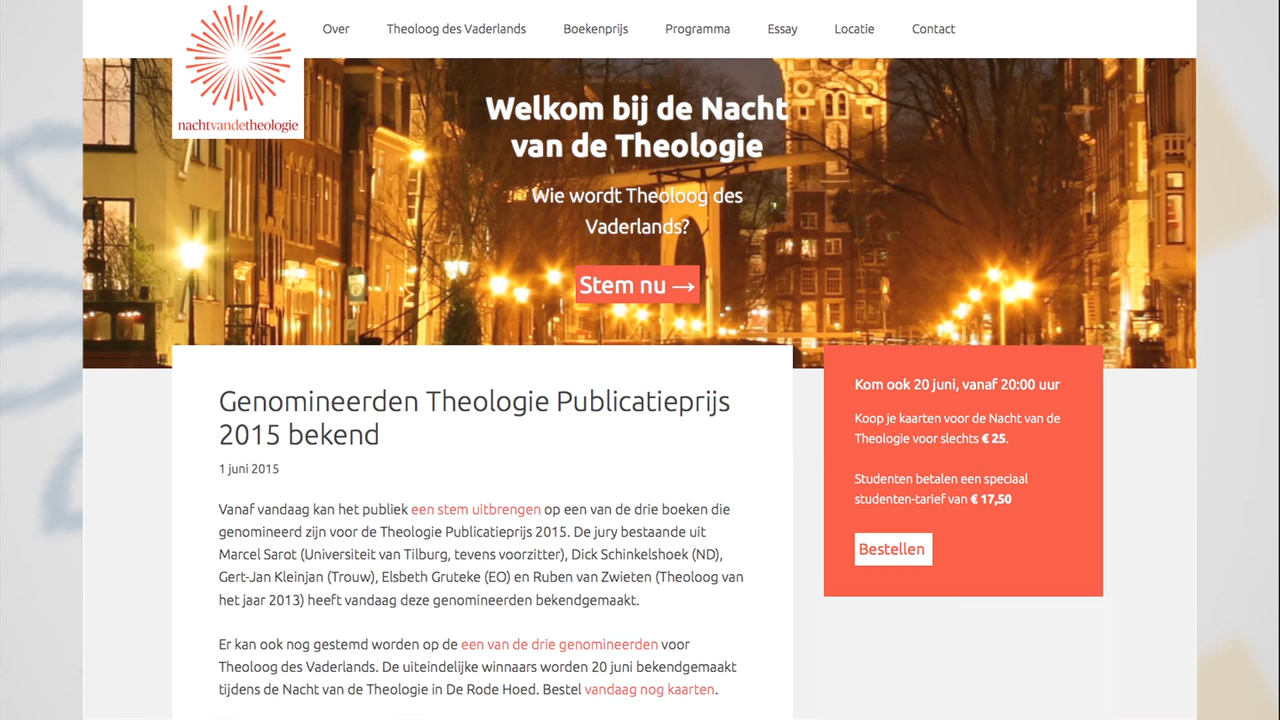 Over Theoloog des Vaderlands Boekenprijs Programma Essay Locatie Contact
nachtvandetheologie
Welkom bij de Nacht
van de Theologie
Wie wordt Theoloog des
Vaderlands?
Stem nu →
Genomineerden Theologie Publicatieprijs
2015 bekend
1 juni 2015
Vanaf vandaag kan het publiek een stem uitbrengen op een van de drie boeken die
genomineerd zijn voor de Theologie Publicatieprijs 2015. De jury bestaande uit
Marcel Sarot (Universiteit van Tilburg, tevens voorzitter), Dick Schinkelshoek (ND),
Gert-Jan Kleinjan (Trouw), Elsbeth Gruteke (EO) en Ruben van Zwieten (Theoloog van
het jaar 2013) heeft vandaag deze genomineerden bekendgemaakt.
Er kan ook nog gestemd worden op de een van de drie genomineerden voor
Theoloog des Vaderlands. De uiteindelijke winnaars worden 20 juni bekendgemaakt
tijdens de Nacht van de Theologie in De Rode Hoed. Bestel vandaag nog kaarten.
Kom ook 20 juni, vanaf 20:00 uur
Koop je kaarten voor de Nacht van de
Theologie voor slechts € 25.
Studenten betalen een speciaal
studenten-tarief van € 17,50
Bestellen